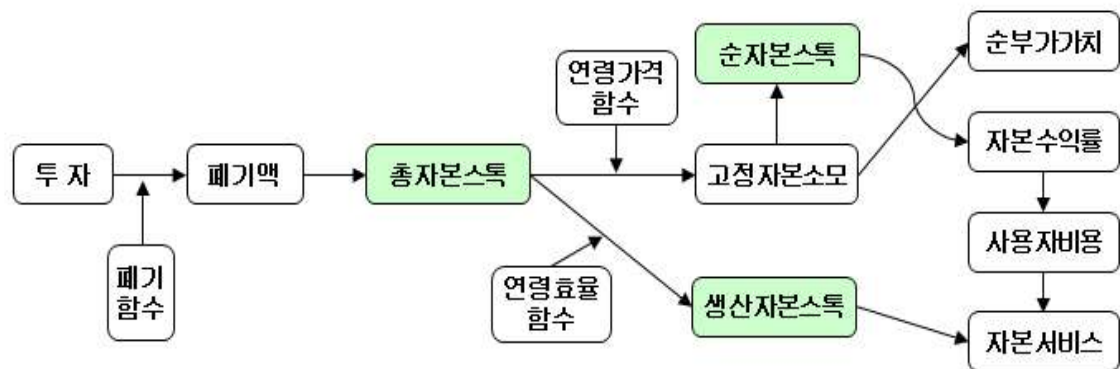 투 자
폐기
함수
폐기액
총자본스톡
연령가격
함수
연령효율
함수
순자본스톡
고정자본소모
생산자본스톡
순부가가치
자본수익률
사용자비용
자본서비스